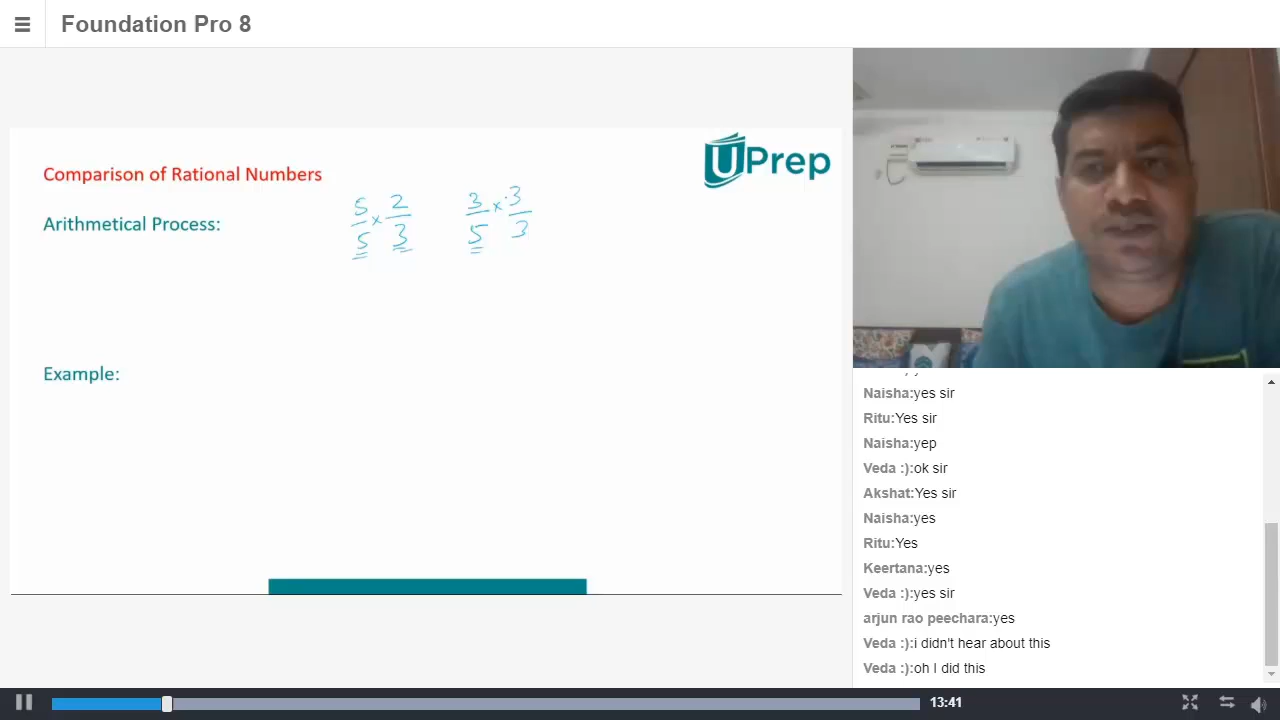 Foundation Pro 8
UPrep
Comparison of Rational Numbers
Arithmetical Process:
5/5 × 2/3 3/5 × 3/3
Example:
Naisha:yes sir
Ritu:Yes sir
Naisha:yep
Veda :):ok sir
Akshat:Yes sir
Naisha:yes
Ritu:Yes
Keertana:yes
Veda :):yes sir
arjun rao peechara:yes
Veda :):i didn't hear about this
Veda :):oh I did this
13:41